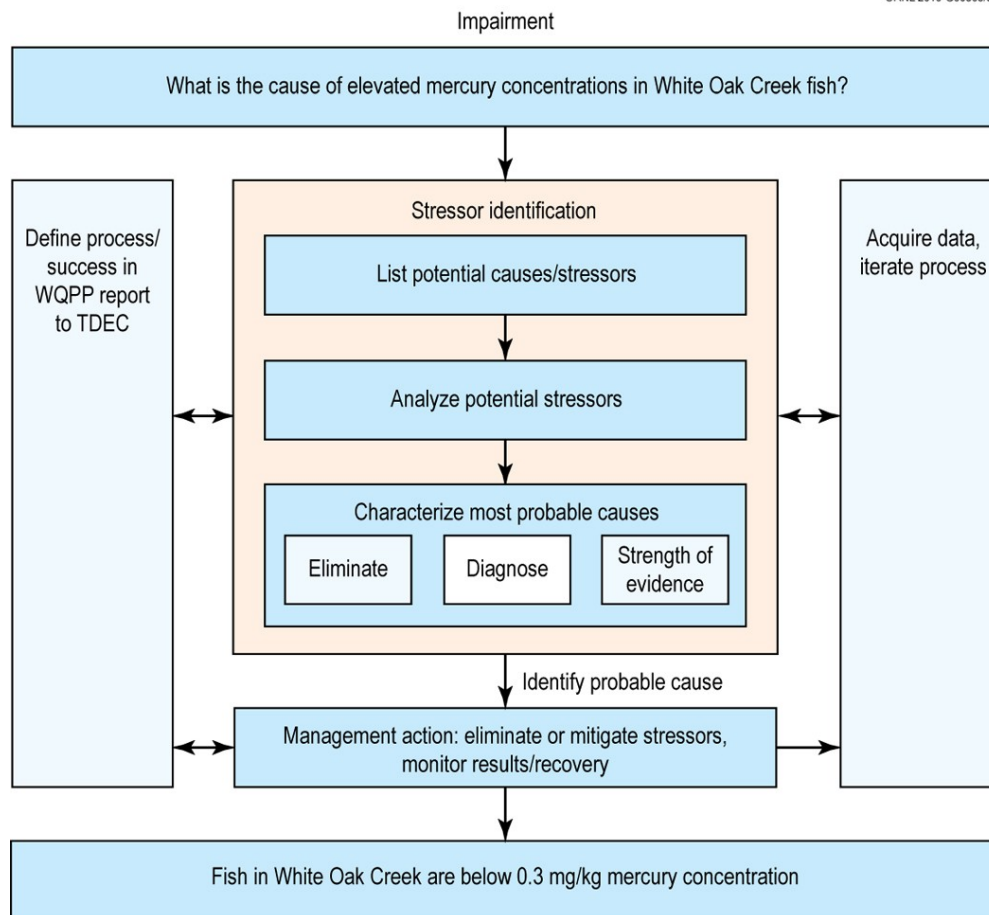 Impairment
What is the cause of elevated mercury concentrations in White Oak Creek fish?
Define process/
success in
WQPP report
to TDEC
Stressor identification
List potential causes/stressors
Analyze potential stressors
Characterize most probable causes
Eliminate
Diagnose
Strength of
evidence
Acquire data,
iterate process
Identify probable cause
Management action: eliminate or mitigate stressors,
monitor results/recovery
Fish in White Oak Creek are below 0.3 mg/kg mercury concentration